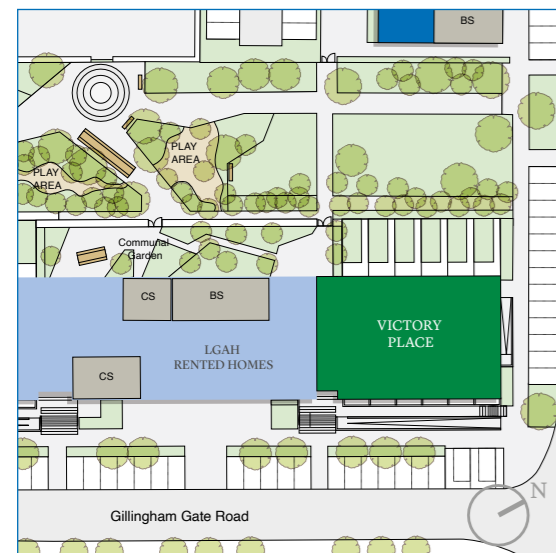 BS
PLAY
AREA
PLAY
AREA
Communal
Garden
CS
BS
VICTORY
PLACE
LGAH
RENTED HOMES
CS
N
Gillingham Gate Road